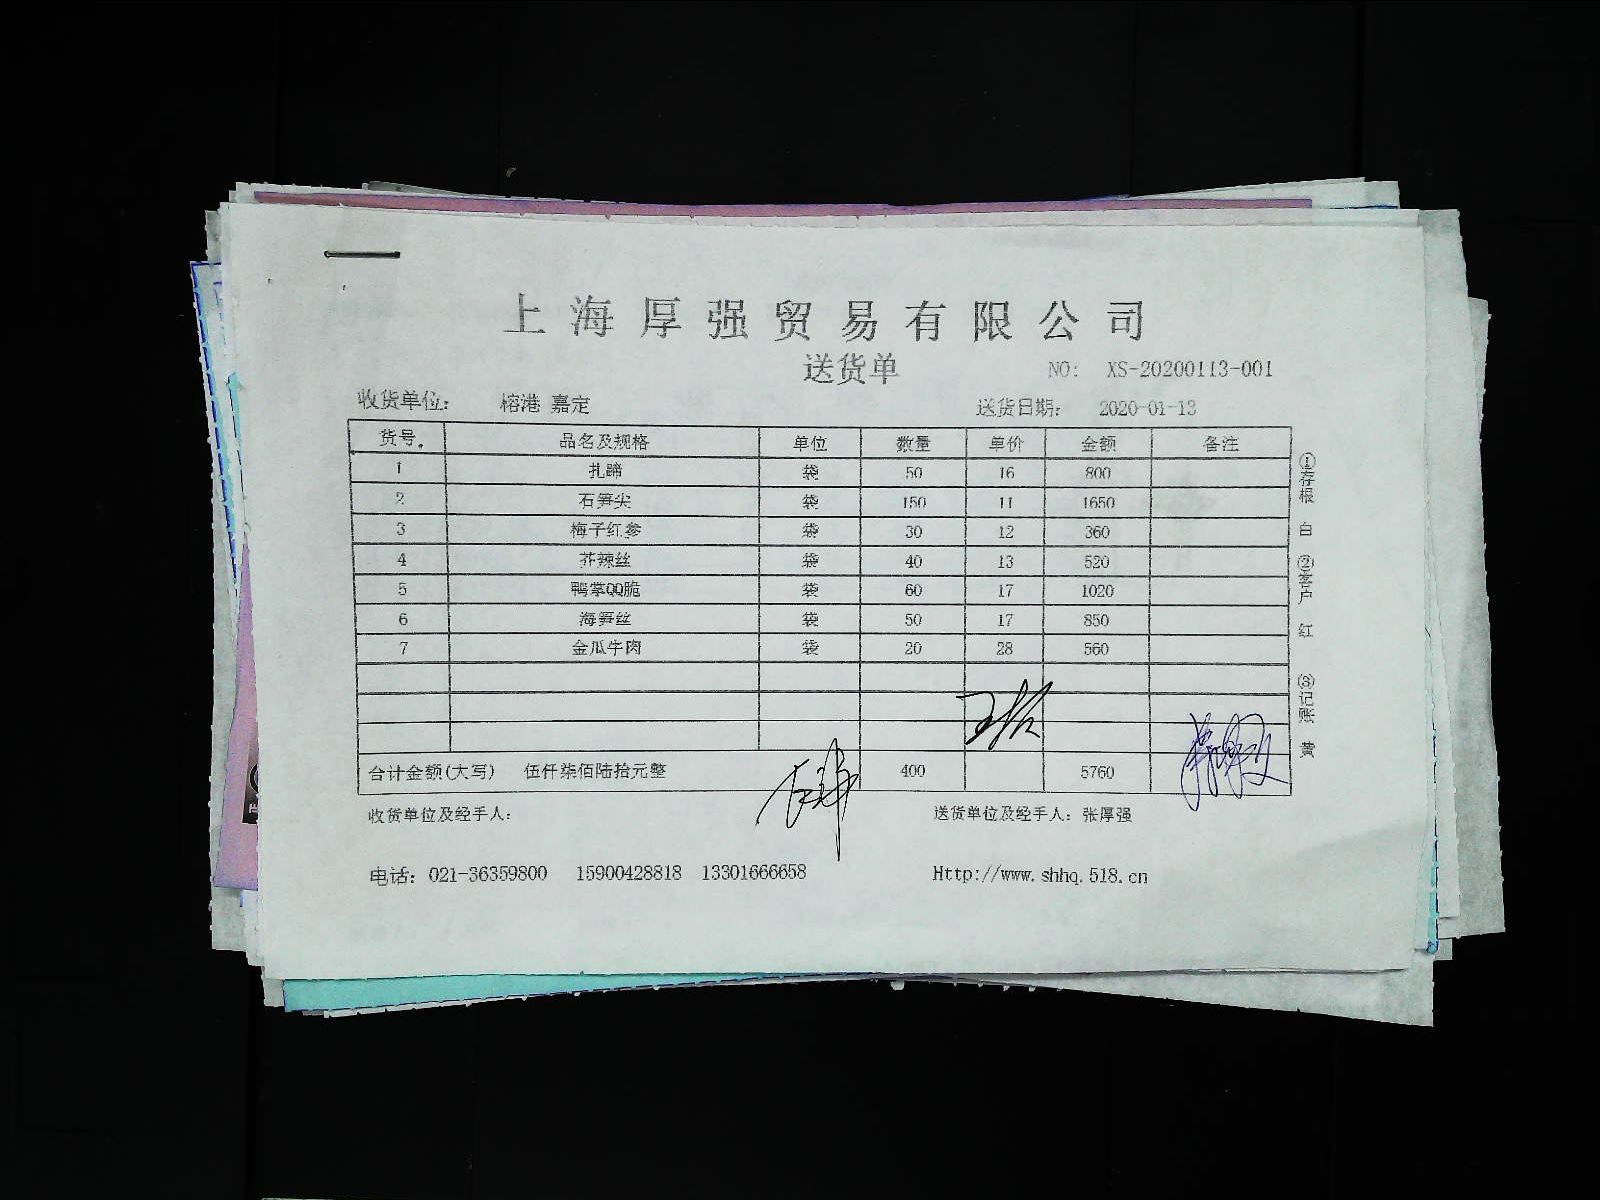 上海厚强贸易有限公司
送货单
NO: XS-20200113-001
收货单位: 榕港 嘉定 送货日期: 2020-01-13
货号. 品名及规格 单位 数量 单价 金额 备注
1 扎蹄 袋 50 16 800
2 石笋尖 袋 150 11 1650
3 梅子红参 袋 30 12 360
4 芥辣丝 袋 40 13 520
5 鸭掌QQ脆 袋 60 17 1020
6 海笋丝 袋 50 17 850
7 金瓜牛肉 袋 20 28 560
合计金额(大写) 伍仟柒佰陆拾元整 400 5760
收货单位及经手人: 送货单位及经手人: 张厚强
电话: 021-36359800 15900428818 13301666658 Http://www.shhq.518.cn
①存根 白 ②客户 红 ③记账 黄